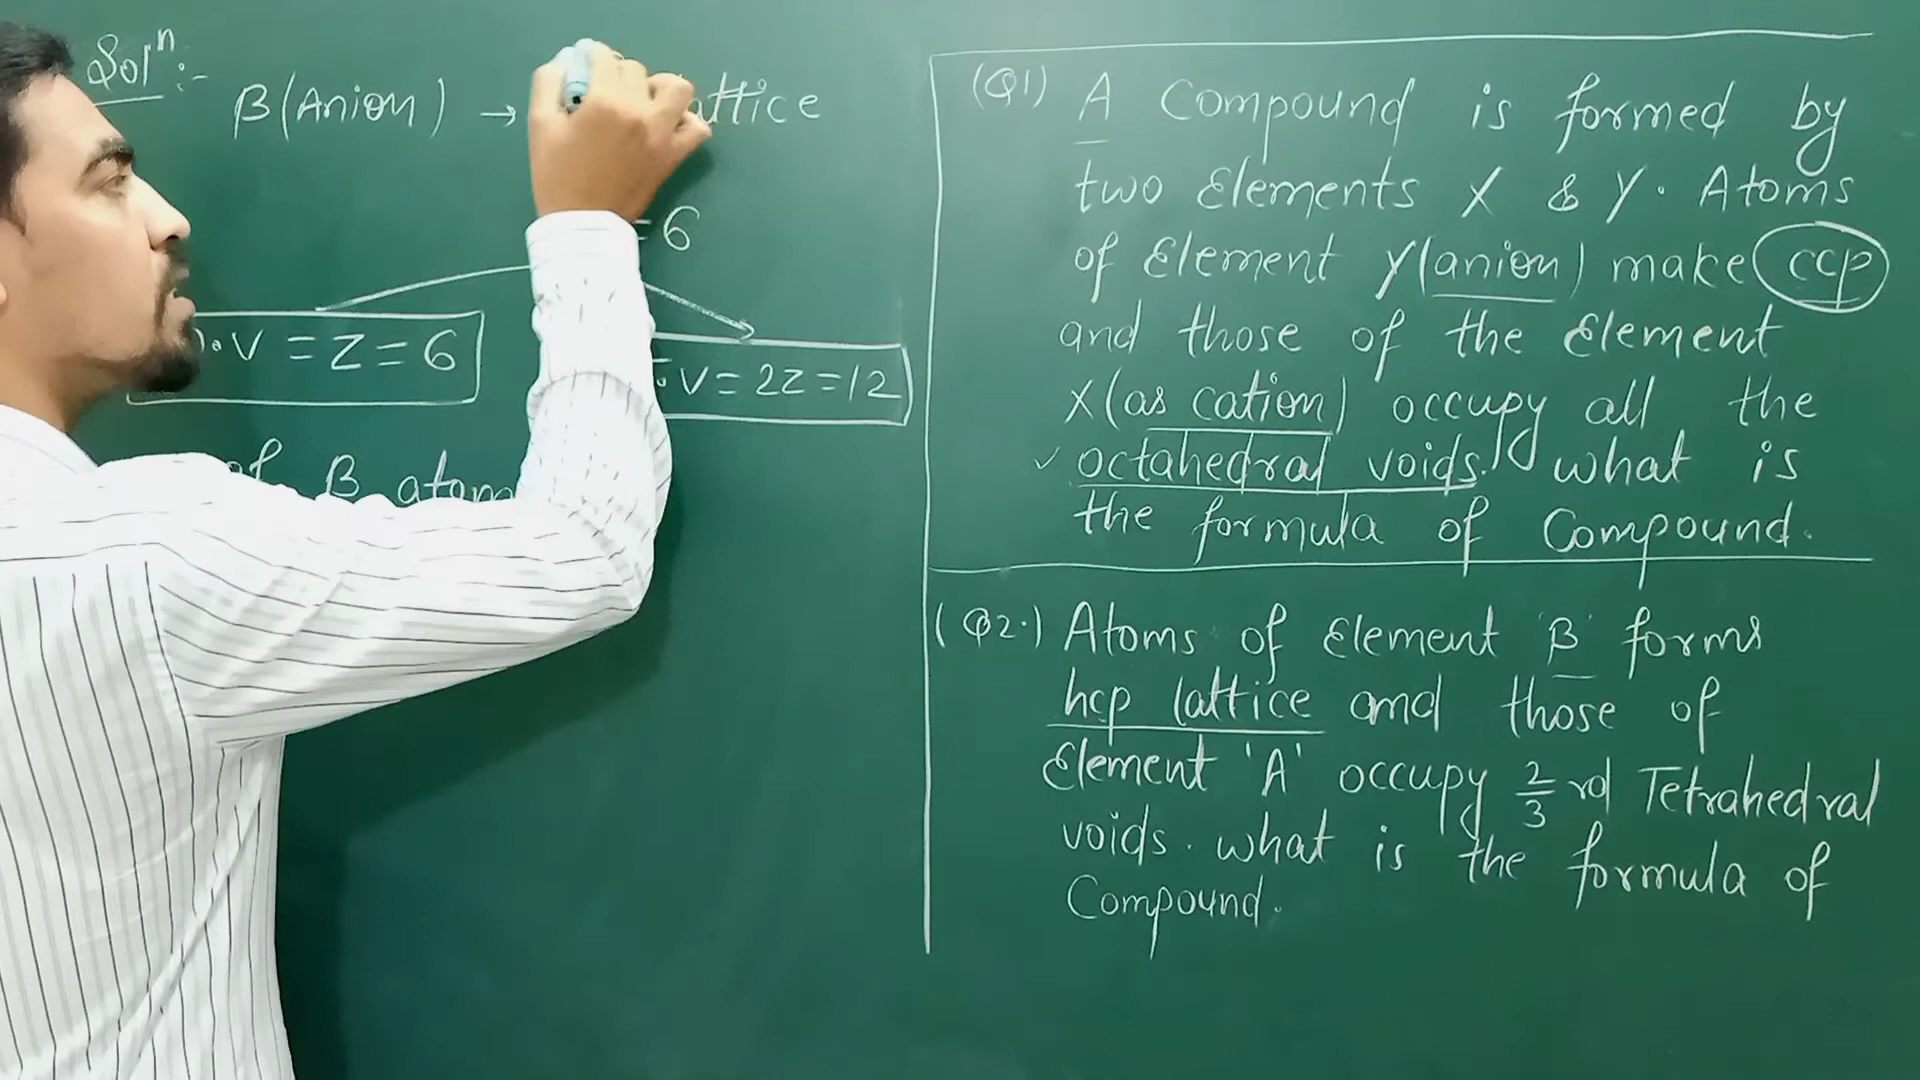 Solⁿ:-
B(Anion) → lattice
= 6
.V = Z = 6
.V = 2Z = 12
of B atom
(Q1) A Compound is formed by
two Elements X & Y. Atoms
of Element Y(anion) make ccp
and those of the Element
X(as cation) occupy all the
✓ octahedral voids. what is
the formula of Compound.
(Q2.) Atoms of Element 'B' forms
hcp lattice and those of
Element 'A' occupy 2/3 rd Tetrahedral
voids. what is the formula of
Compound.